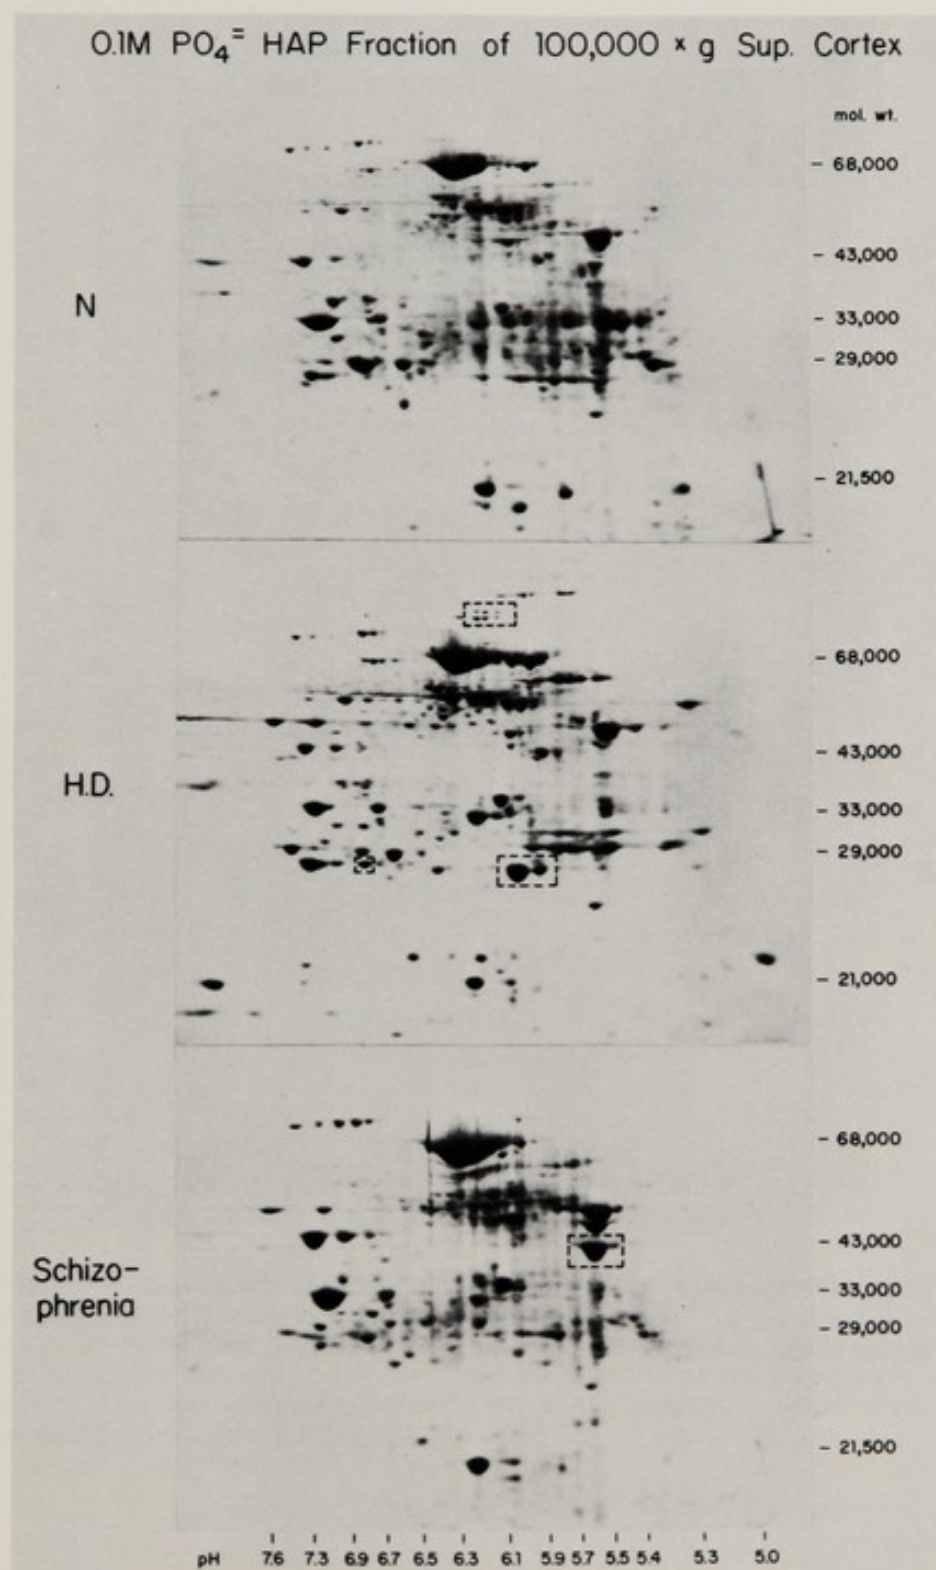 0.1M PO₄⁼ HAP Fraction of 100,000 × g Sup. Cortex
mol. wt.
- 68,000
- 43,000
N
- 33,000
- 29,000
- 21,500
- 68,000
- 43,000
H.D.
- 33,000
- 29,000
- 21,000
- 68,000
- 43,000
Schizo-
phrenia
- 33,000
- 29,000
- 21,500
pH 7.6 7.3 6.9 6.7 6.5 6.3 6.1 5.9 5.7 5.5 5.4 5.3 5.0